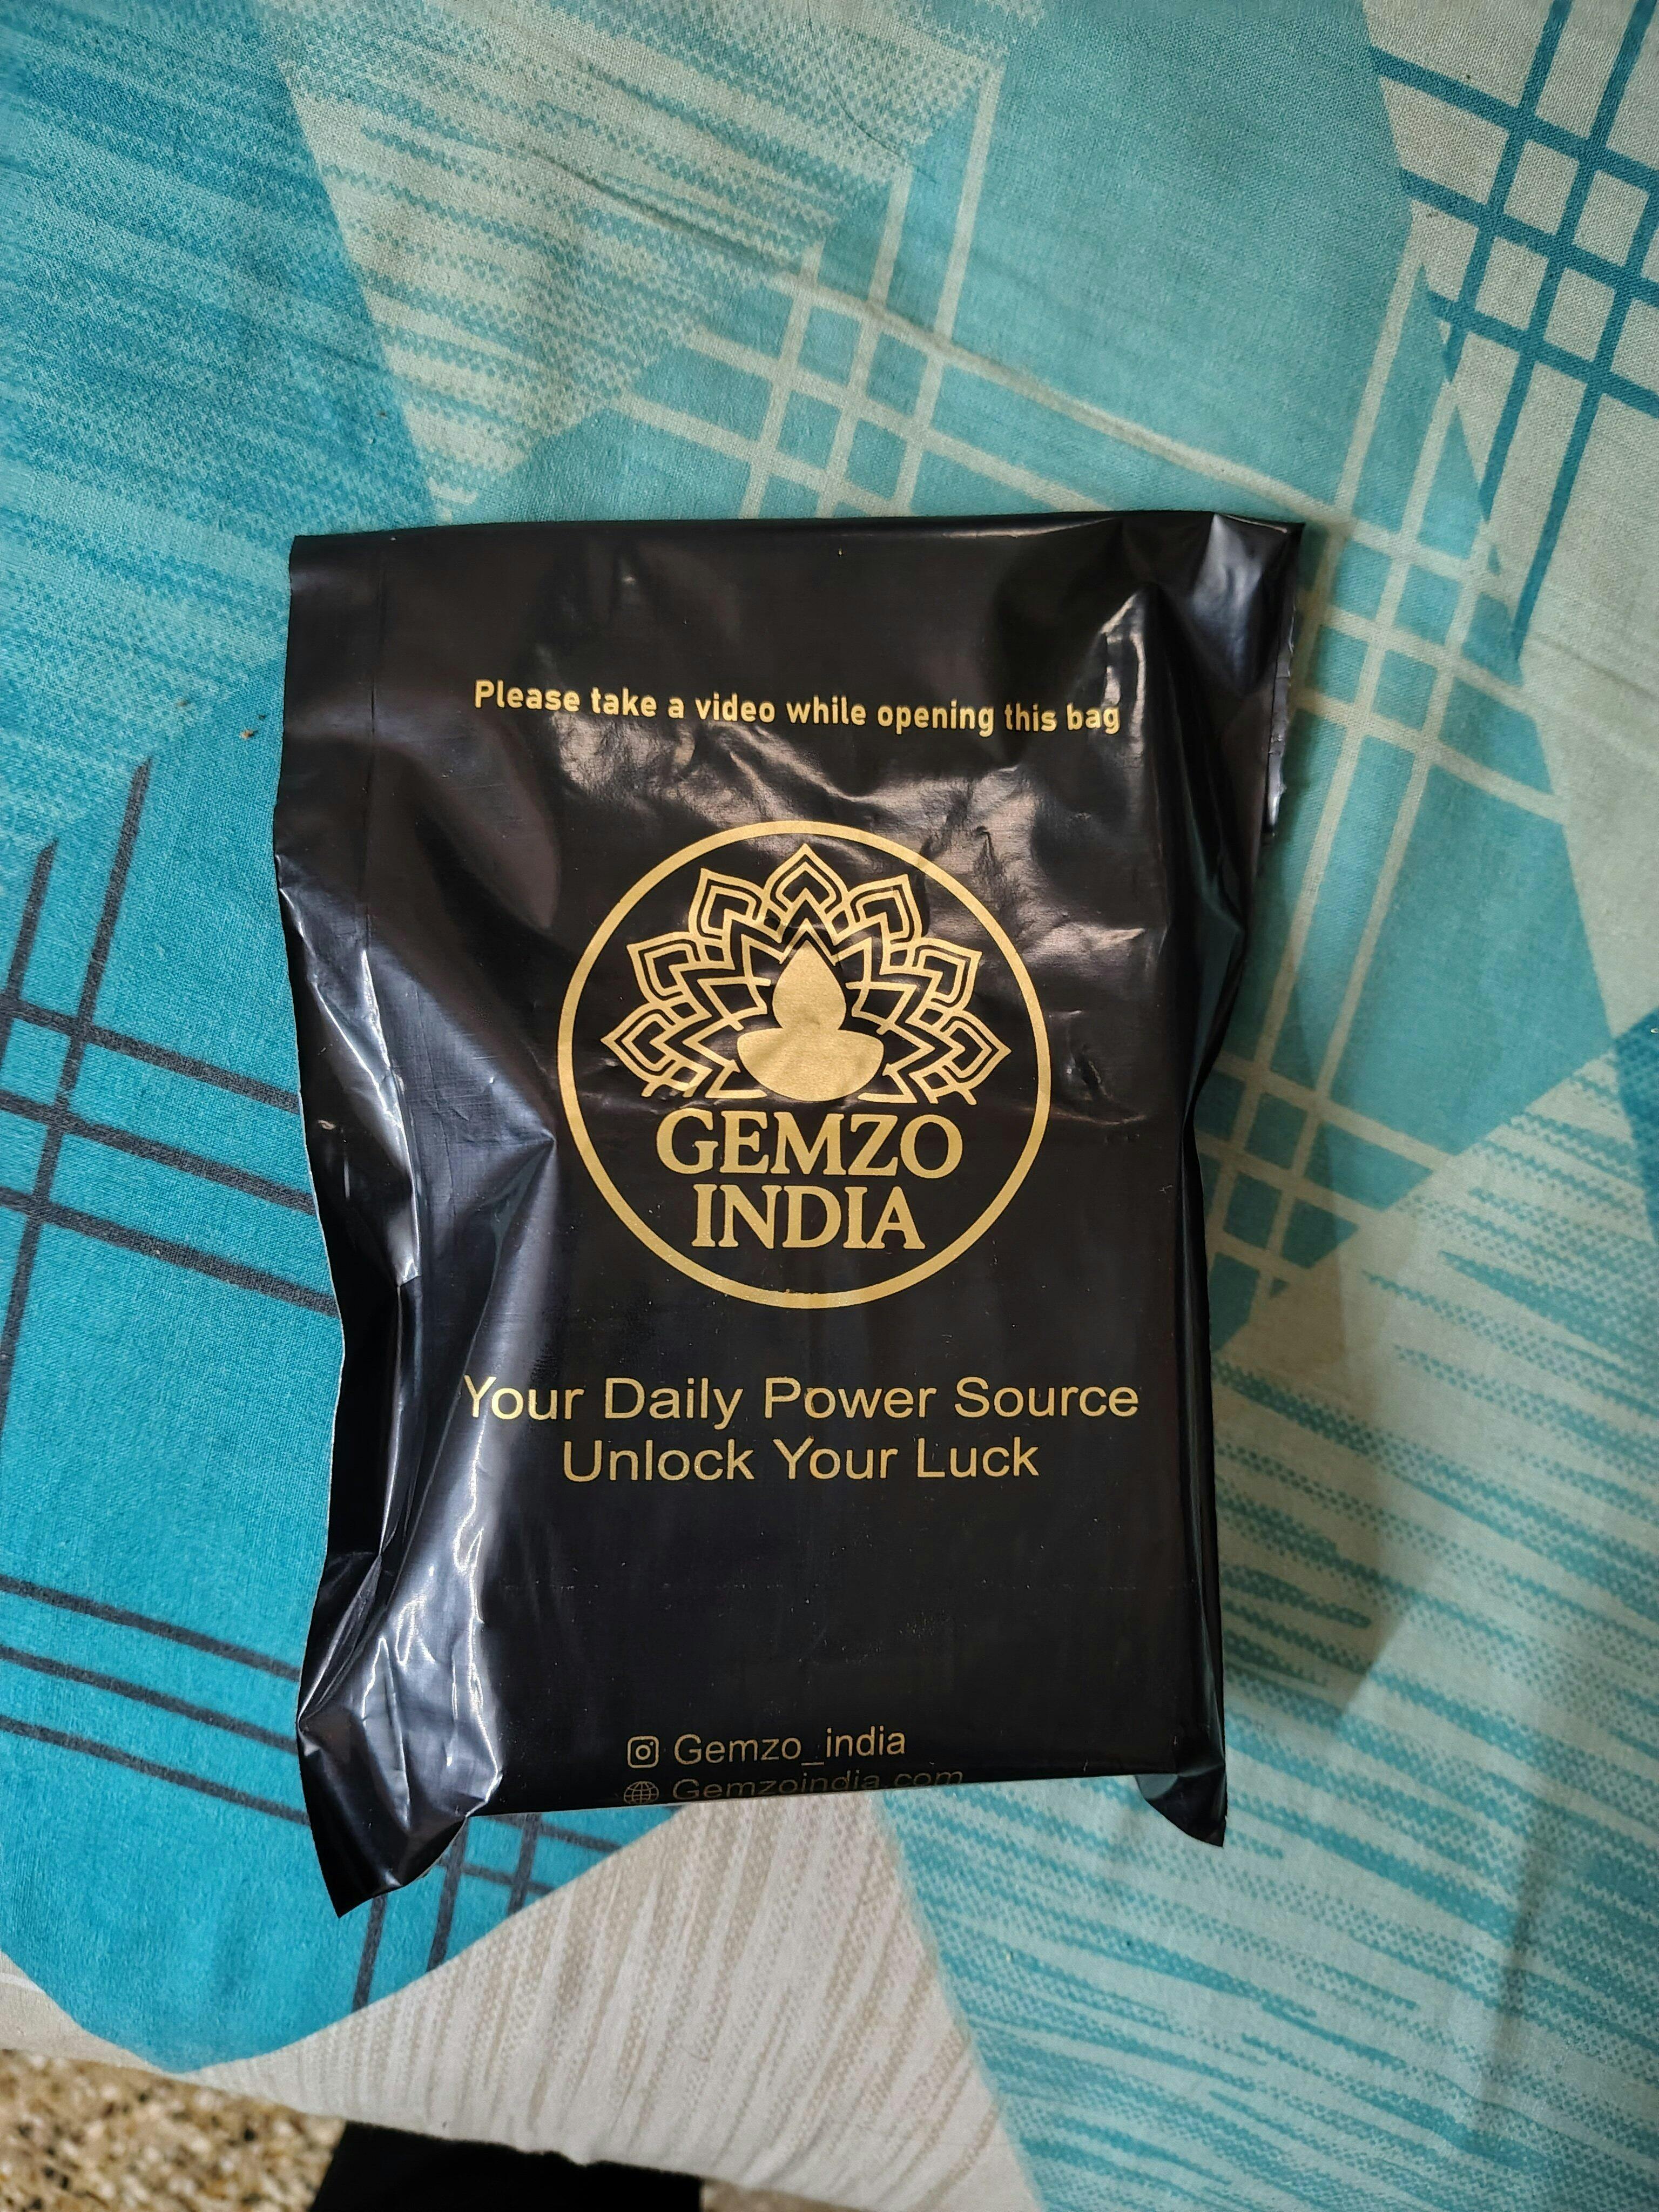 Please take a video while opening this bag
GEMZO
INDIA
Your Daily Power Source
Unlock Your Luck
Gemzo_india
Gemzoindia.com